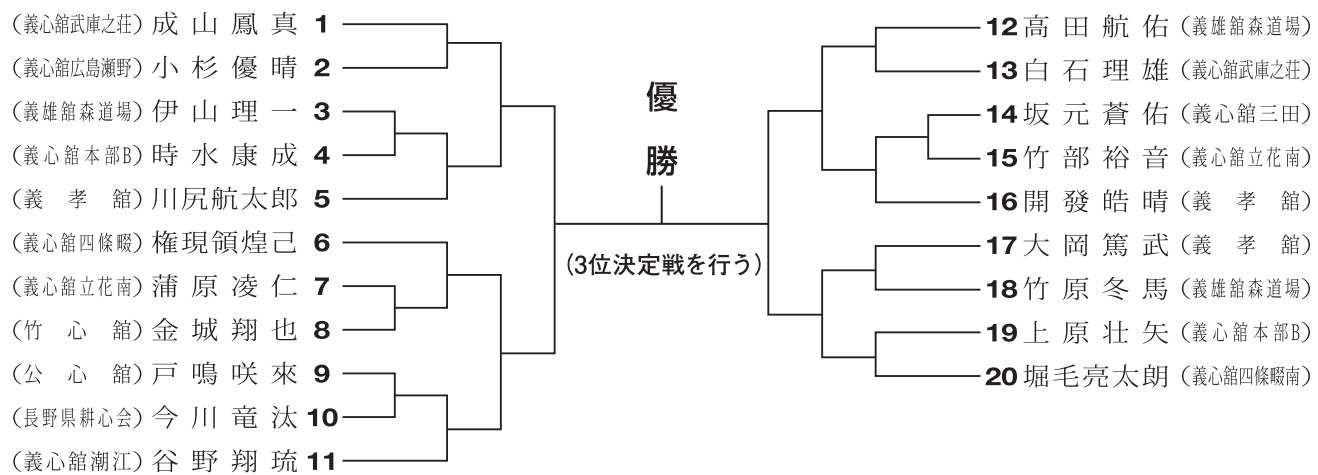 (義心舘武庫之荘) 成山鳳真 1
(義心舘広島瀬野) 小杉優晴 2
(義雄舘森道場) 伊山理一 3
(義心舘本部B) 時水康成 4
(義孝舘) 川尻航太郎 5
(義心舘四條畷) 権現領煌己 6
(義心舘立花南) 蒲原凌仁 7
(竹心舘) 金城翔也 8
(公心舘) 戸鳴咲來 9
(長野県耕心会) 今川竜汰 10
(義心舘潮江) 谷野翔琉 11
優勝
(3位決定戦を行う)
12 高田航佑 (義雄舘森道場)
13 白石理雄 (義心舘武庫之荘)
14 坂元蒼佑 (義心舘三田)
15 竹部裕音 (義心舘立花南)
16 開發皓晴 (義孝舘)
17 大岡篤武 (義孝舘)
18 竹原冬馬 (義雄舘森道場)
19 上原壮矢 (義心舘本部B)
20 堀毛亮太朗 (義心舘四條畷南)